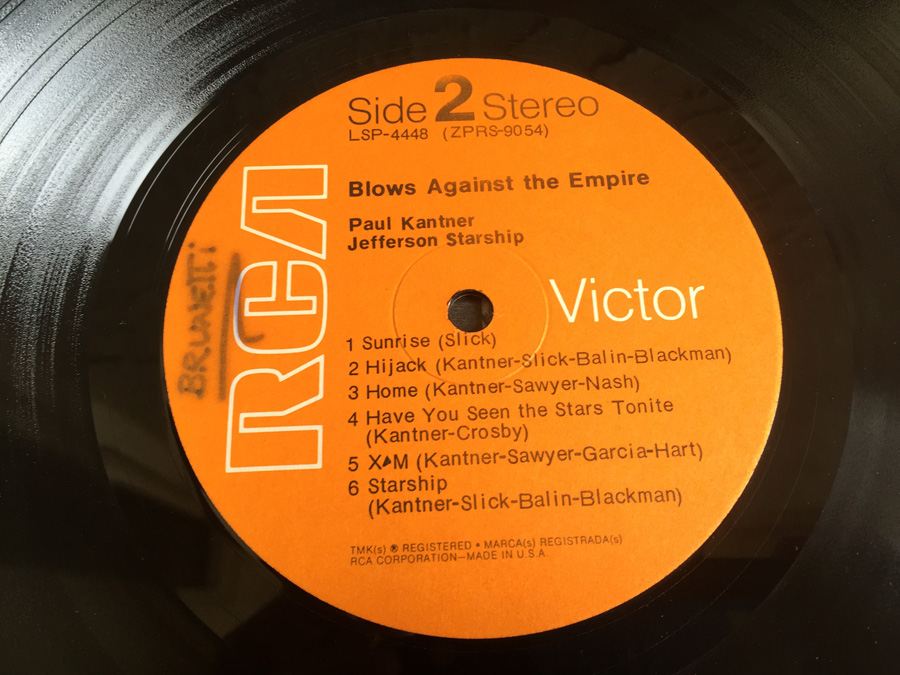 Side 2 Stereo
LSP-4448 (ZPRS-9054)
Blows Against the Empire
Paul Kantner
Jefferson Starship
RCA
BRUNETTI
Victor
1 Sunrise (Slick)
2 Hijack (Kantner-Slick-Balin-Blackman)
3 Home (Kantner-Sawyer-Nash)
4 Have You Seen the Stars Tonite
(Kantner-Crosby)
5 X▲M (Kantner-Sawyer-Garcia-Hart)
6 Starship
(Kantner-Slick-Balin-Blackman)
TMK(s) ® REGISTERED • MARCA(s) REGISTRADA(s)
RCA CORPORATION—MADE IN U.S.A.